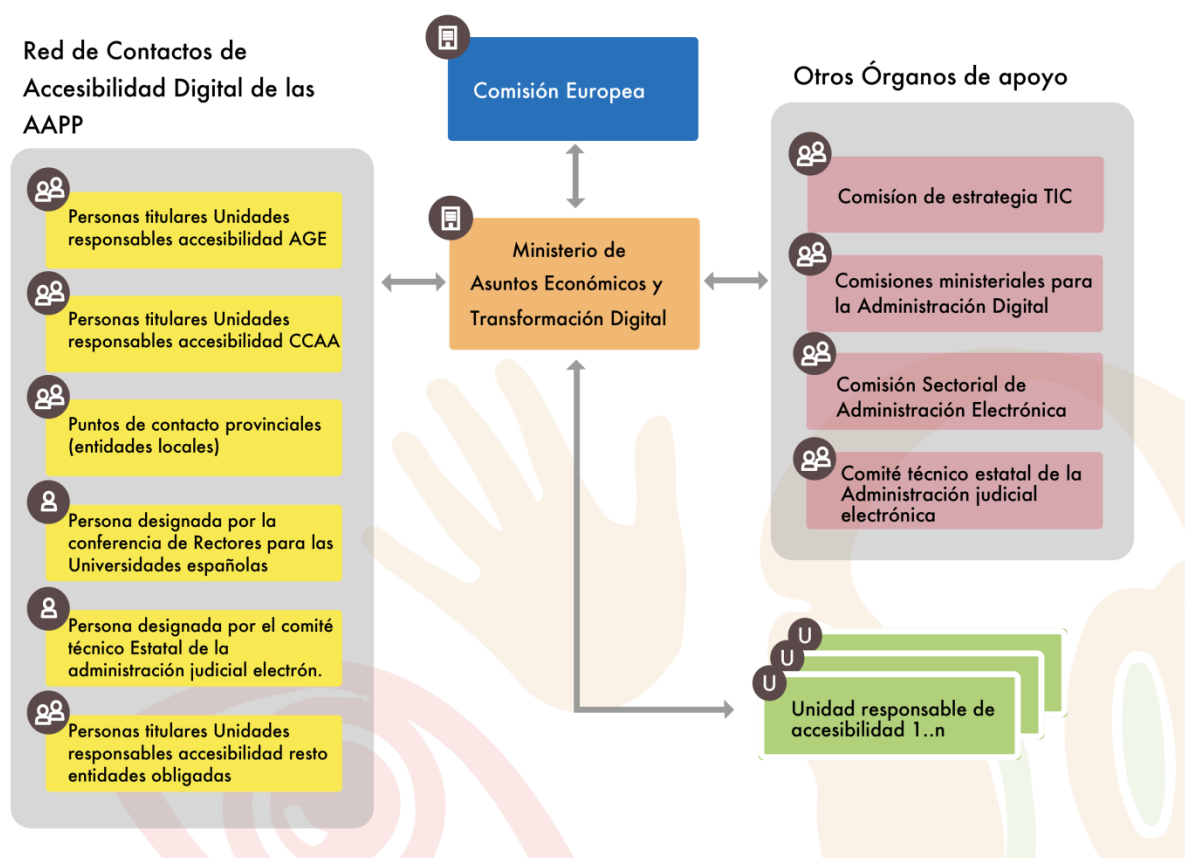 Red de Contactos de
Accesibilidad Digital de las
AAPP
Personas titulares Unidades
responsables accesibilidad AGE
Personas titulares Unidades
responsables accesibilidad CCAA
Puntos de contacto provinciales
(entidades locales)
Persona designada por la
conferencia de Rectores para las
Universidades españolas
Persona designada por el comité
técnico Estatal de la
administración judicial electrón.
Personas titulares Unidades
responsables accesibilidad resto
entidades obligadas
Comisión Europea
Ministerio de
Asuntos Económicos y
Transformación Digital
Otros Órganos de apoyo
Comisíon de estrategia TIC
Comisiones ministeriales para
la Administración Digital
Comisión Sectorial de
Administración Electrónica
Comité técnico estatal de la
Administración judicial
electrónica
U
U
U
Unidad responsable de
accesibilidad 1..n